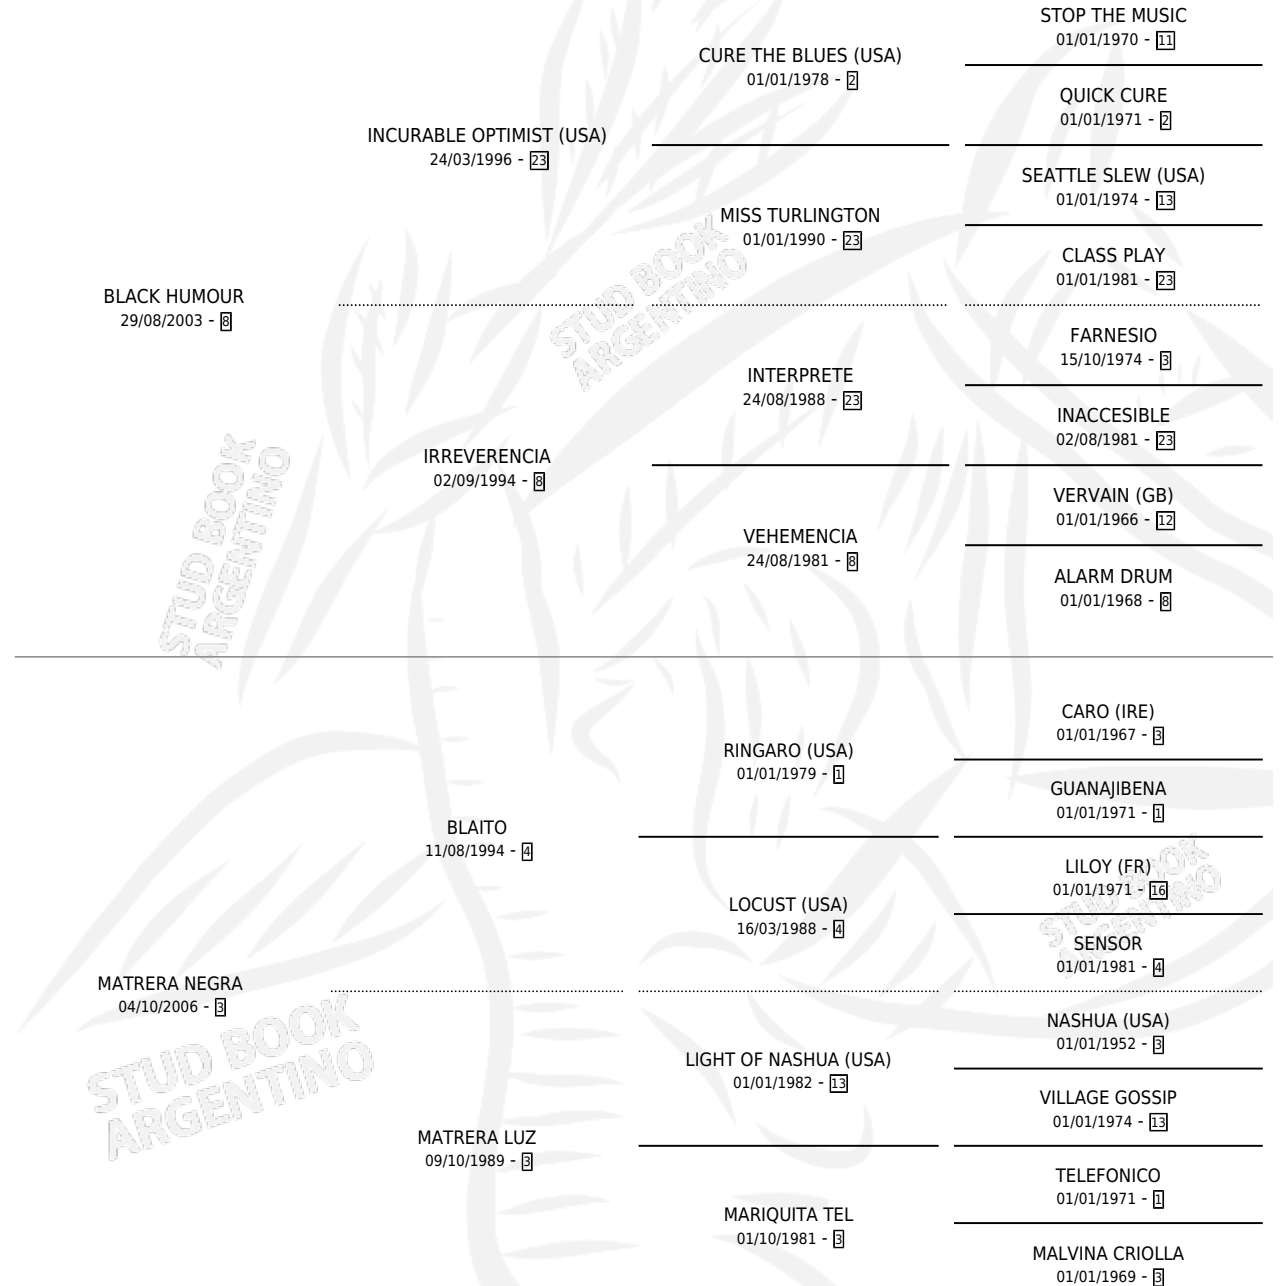 STOP THE MUSIC
01/01/1970 - 11
CURE THE BLUES (USA)
01/01/1978 - 2
QUICK CURE
01/01/1971 - 2
INCURABLE OPTIMIST (USA)
24/03/1996 - 23
SEATTLE SLEW (USA)
01/01/1974 - 13
MISS TURLINGTON
01/01/1990 - 23
CLASS PLAY
01/01/1981 - 23
BLACK HUMOUR
29/08/2003 - 8
FARNESIO
15/10/1974 - 3
INTERPRETE
24/08/1988 - 23
INACCESIBLE
02/08/1981 - 23
IRREVERENCIA
02/09/1994 - 8
VERVAIN (GB)
01/01/1966 - 12
VEHEMENCIA
24/08/1981 - 8
ALARM DRUM
01/01/1968 - 8
CARO (IRE)
01/01/1967 - 3
RINGARO (USA)
01/01/1979 - 1
GUANAJIBENA
01/01/1971 - 1
BLAITO
11/08/1994 - 4
LILOY (FR)
01/01/1971 - 16
LOCUST (USA)
16/03/1988 - 4
SENSOR
01/01/1981 - 4
MATRERA NEGRA
04/10/2006 - 3
NASHUA (USA)
01/01/1952 - 3
LIGHT OF NASHUA (USA)
01/01/1982 - 13
VILLAGE GOSSIP
01/01/1974 - 13
MATRERA LUZ
09/10/1989 - 3
TELEFONICO
01/01/1971 - 1
MARIQUITA TEL
01/10/1981 - 3
MALVINA CRIOLLA
01/01/1969 - 3
STUD BOOK
ARGENTINO
STUD BOOK
ARGENTINO
STUD BOOK
ARGENTINO
STUD BOOK
ARGENTINO